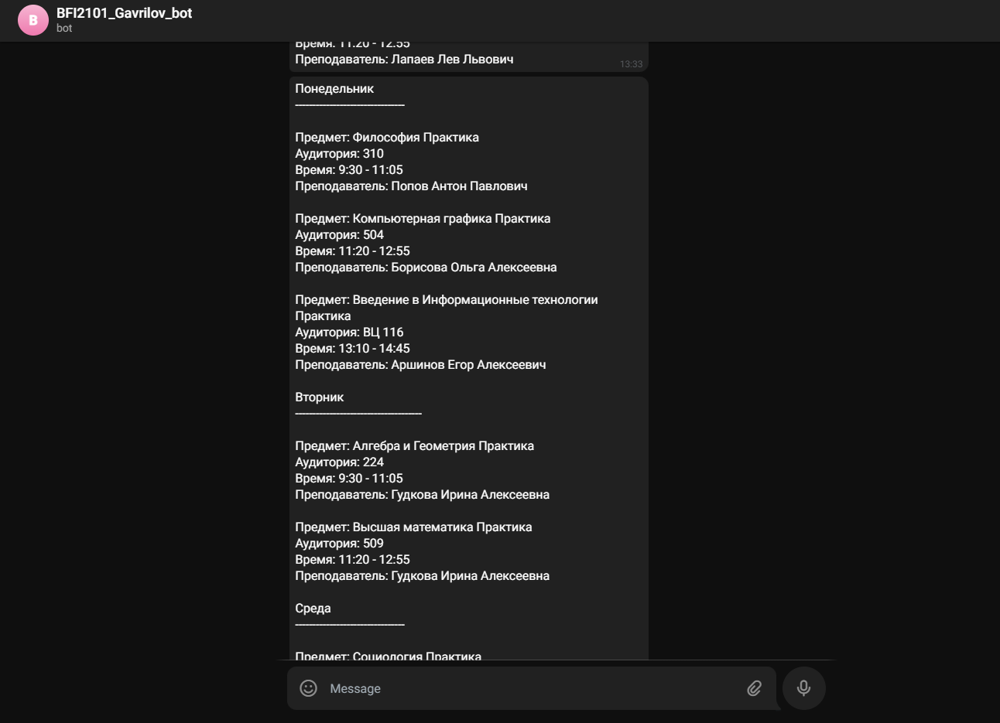 B
BFI2101_Gavrilov_bot
bot
Время: 11:20 - 12:55
Преподаватель: Лапаев Лев Львович
13:33
Понедельник
--------------------------------
Предмет: Философия Практика
Аудитория: 310
Время: 9:30 - 11:05
Преподаватель: Попов Антон Павлович
Предмет: Компьютерная графика Практика
Аудитория: 504
Время: 11:20 - 12:55
Преподаватель: Борисова Ольга Алексеевна
Предмет: Введение в Информационные технологии
Практика
Аудитория: ВЦ 116
Время: 13:10 - 14:45
Преподаватель: Аршинов Егор Алексеевич
Вторник
-------------------------------------
Предмет: Алгебра и Геометрия Практика
Аудитория: 224
Время: 9:30 - 11:05
Преподаватель: Гудкова Ирина Алексеевна
Предмет: Высшая математика Практика
Аудитория: 509
Время: 11:20 - 12:55
Преподаватель: Гудкова Ирина Алексеевна
Среда
--------------------------------
Предмет: Социология Практика
Message